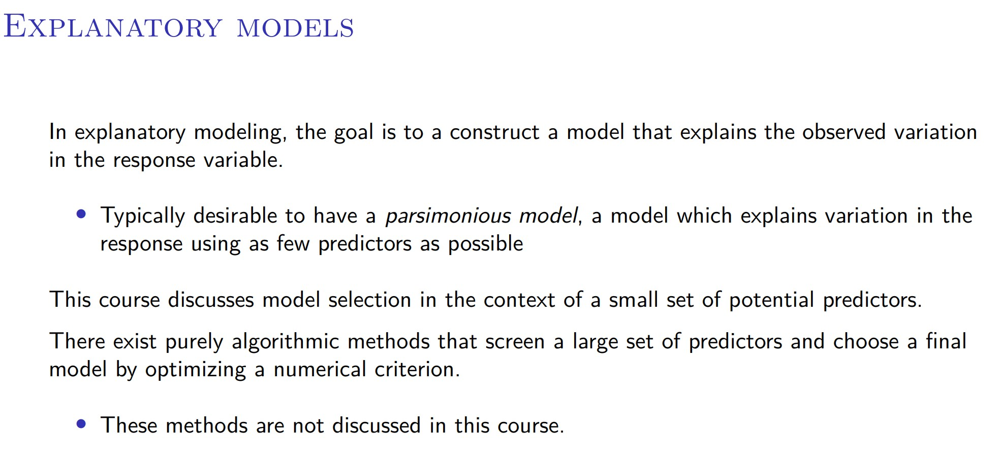 EXPLANATORY MODELS
In explanatory modeling, the goal is to a construct a model that explains the observed variation
in the response variable.
• Typically desirable to have a parsimonious model, a model which explains variation in the
response using as few predictors as possible
This course discusses model selection in the context of a small set of potential predictors.
There exist purely algorithmic methods that screen a large set of predictors and choose a final
model by optimizing a numerical criterion.
• These methods are not discussed in this course.